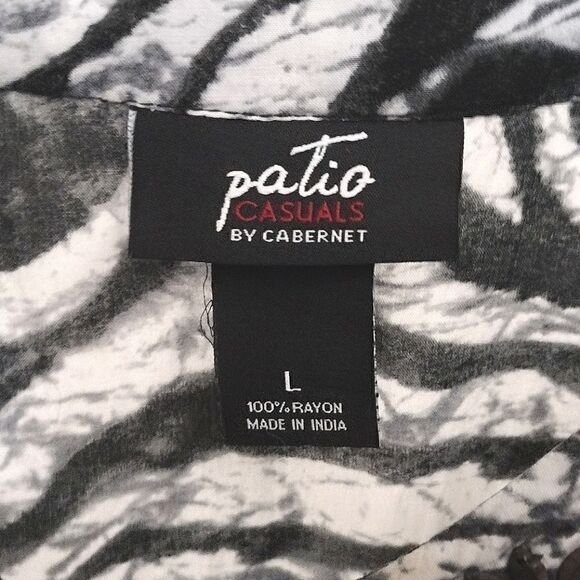 patio
CASUALS
BY CABERNET
L
100% RAYON
MADE IN INDIA